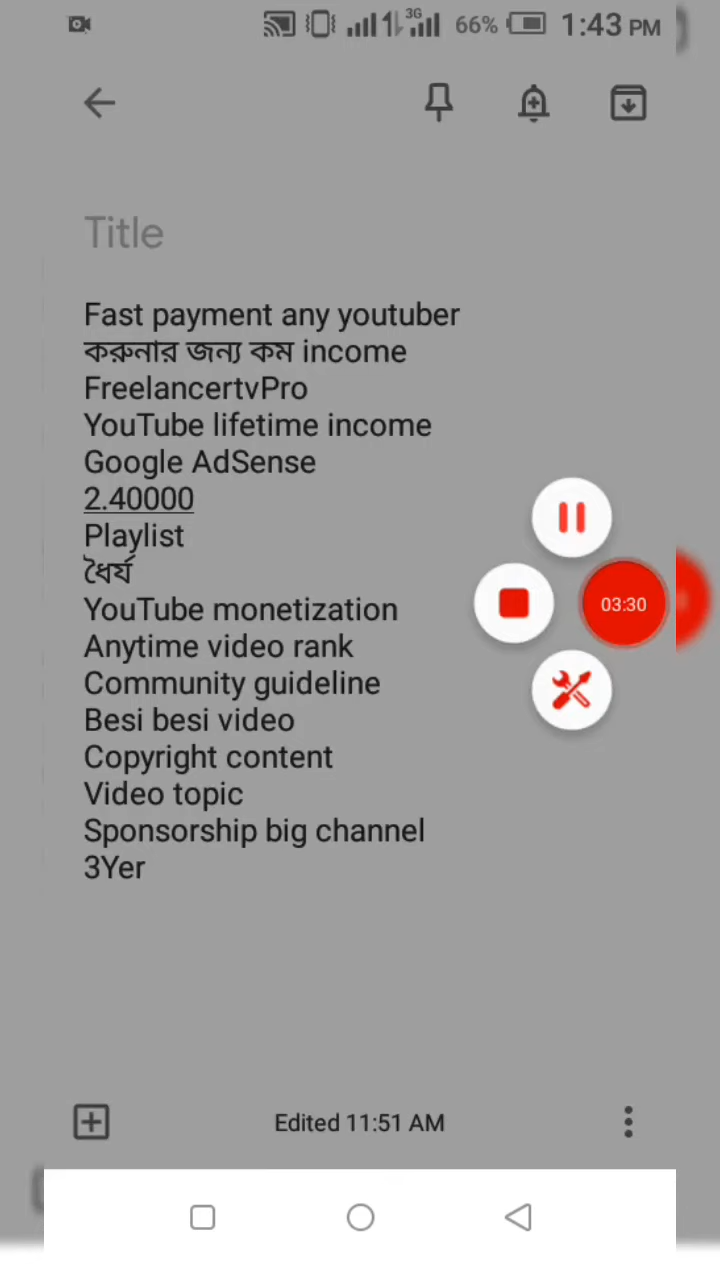 3G 66% 1:43 PM
Title
Fast payment any youtuber
করুনার জন্য কম income
FreelancertvPro
YouTube lifetime income
Google AdSense
2.40000
Playlist
ধৈর্য
YouTube monetization
Anytime video rank
Community guideline
Besi besi video
Copyright content
Video topic
Sponsorship big channel
3Yer
03:30
Edited 11:51 AM